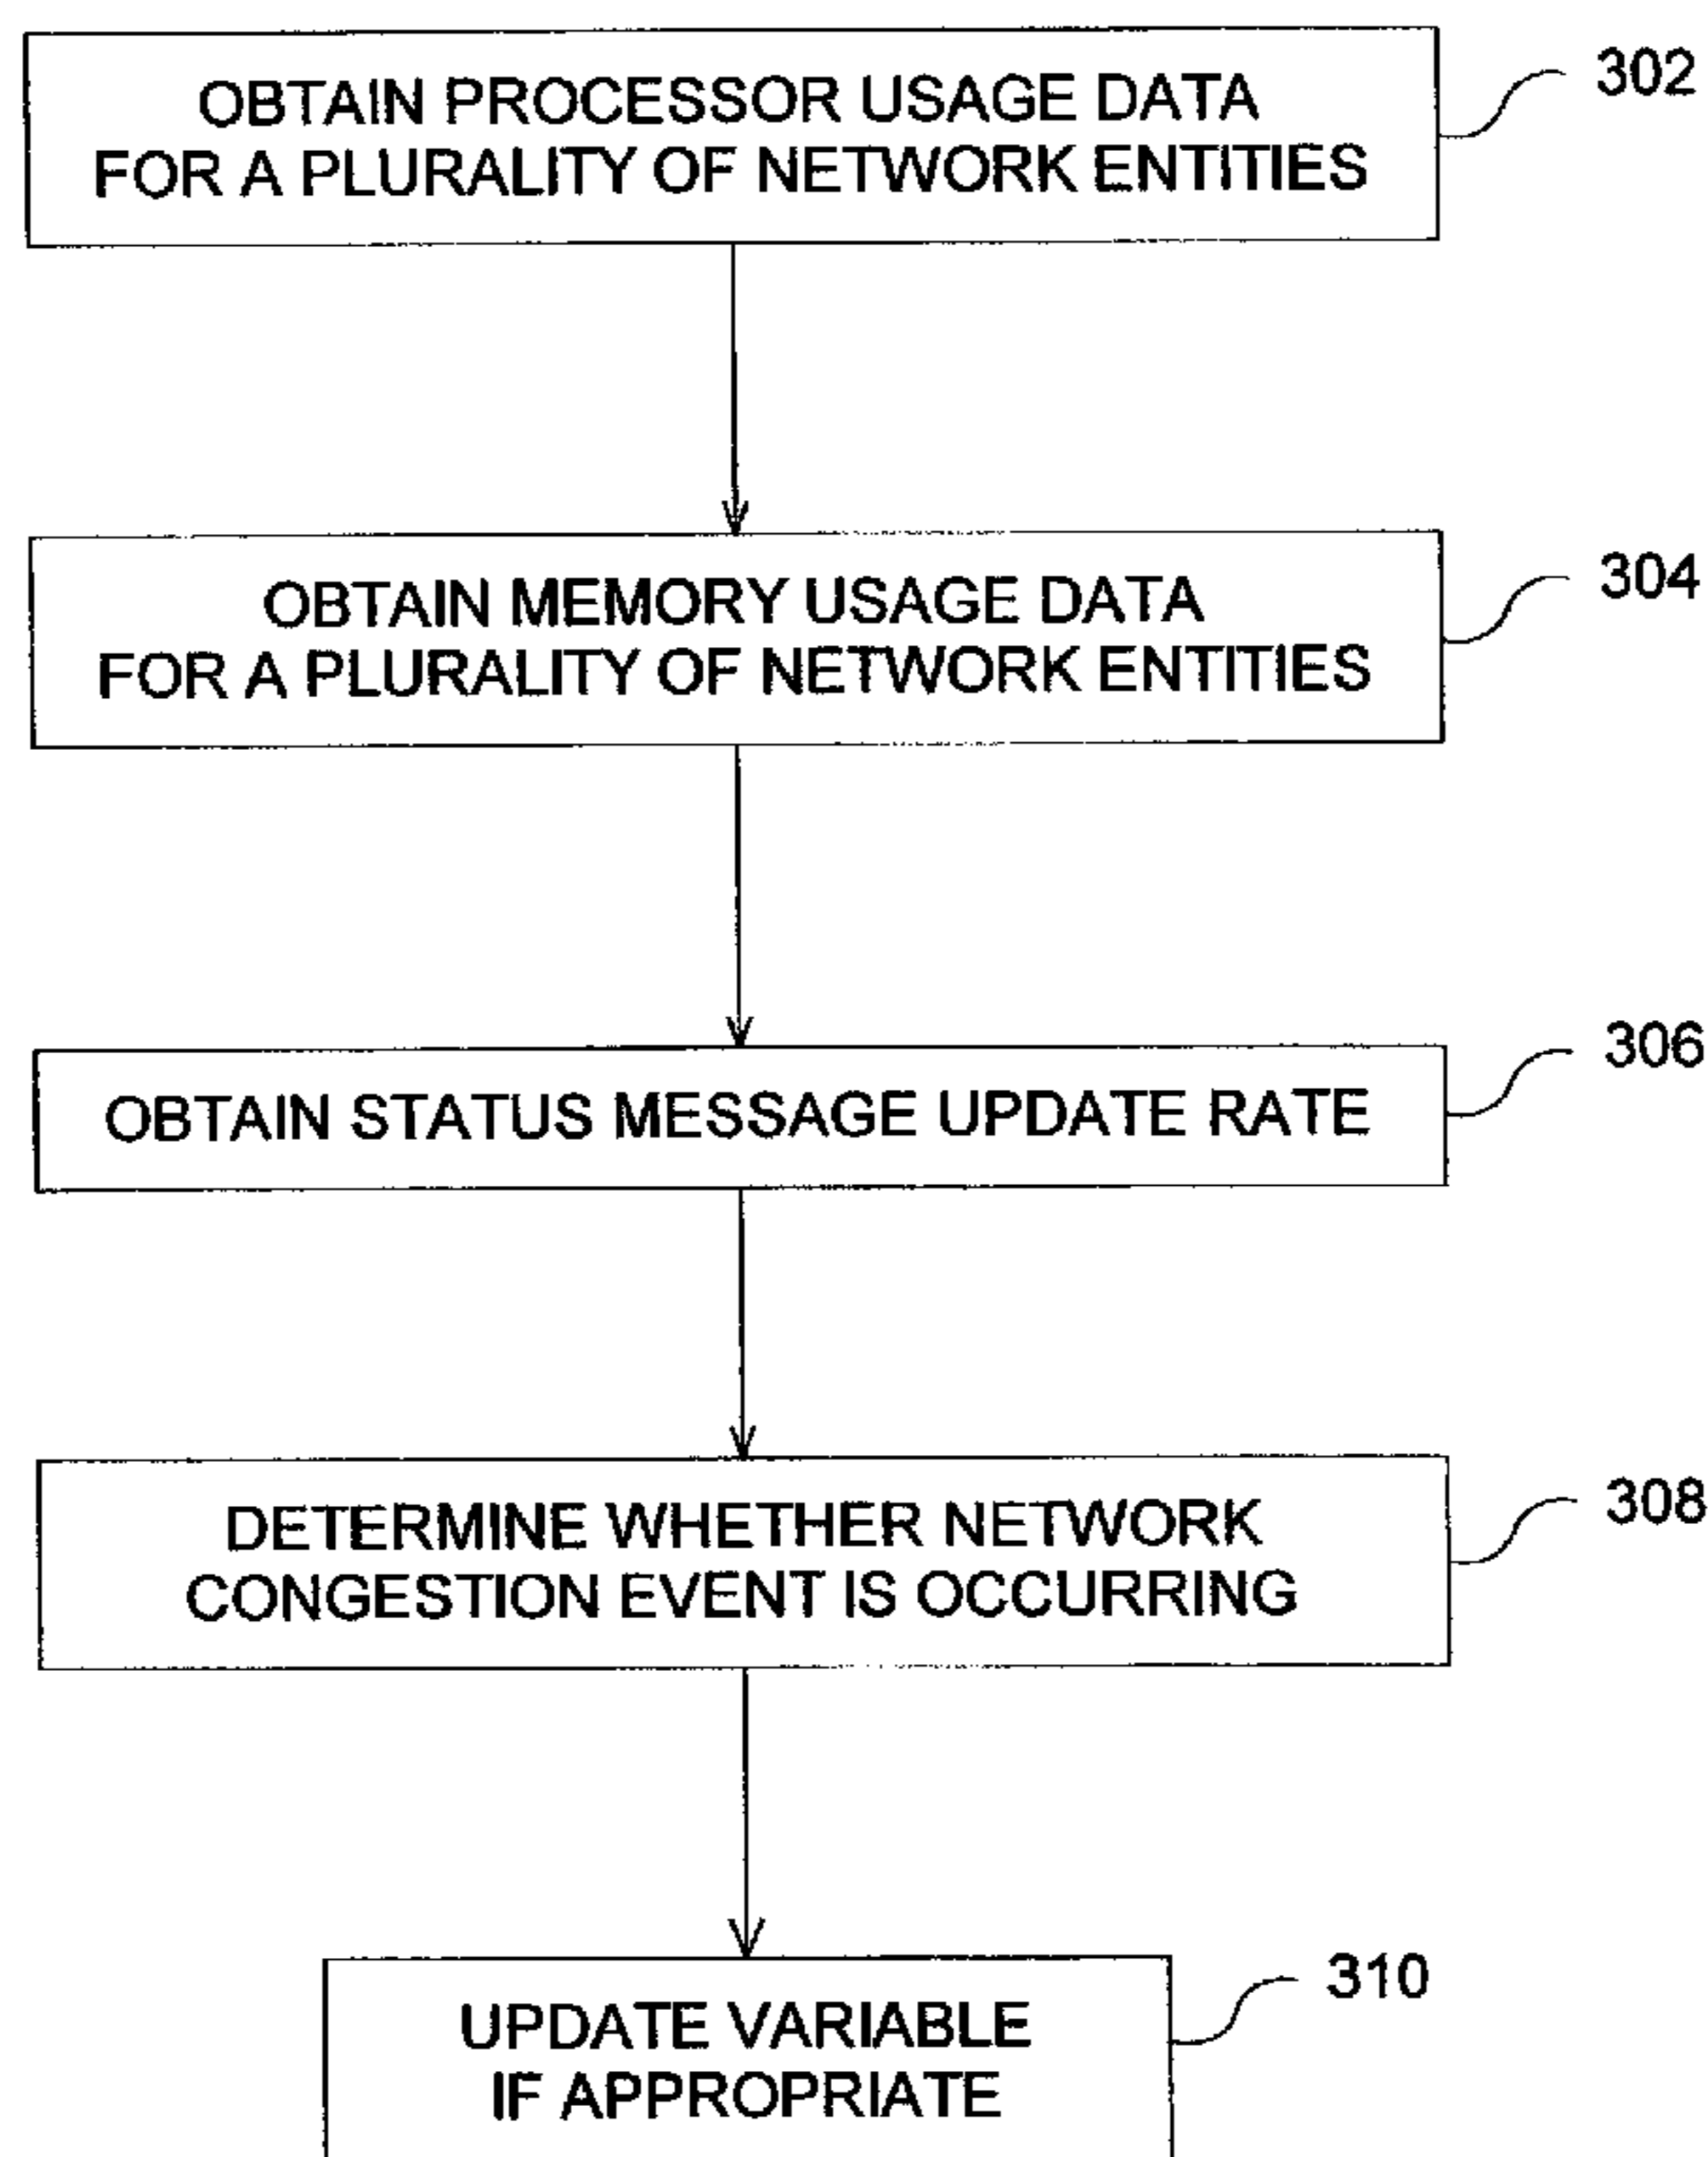 OBTAIN PROCESSOR USAGE DATA
FOR A PLURALITY OF NETWORK ENTITIES
302
OBTAIN MEMORY USAGE DATA
FOR A PLURALITY OF NETWORK ENTITIES
304
OBTAIN STATUS MESSAGE UPDATE RATE
306
DETERMINE WHETHER NETWORK
CONGESTION EVENT IS OCCURRING
308
UPDATE VARIABLE
IF APPROPRIATE
310